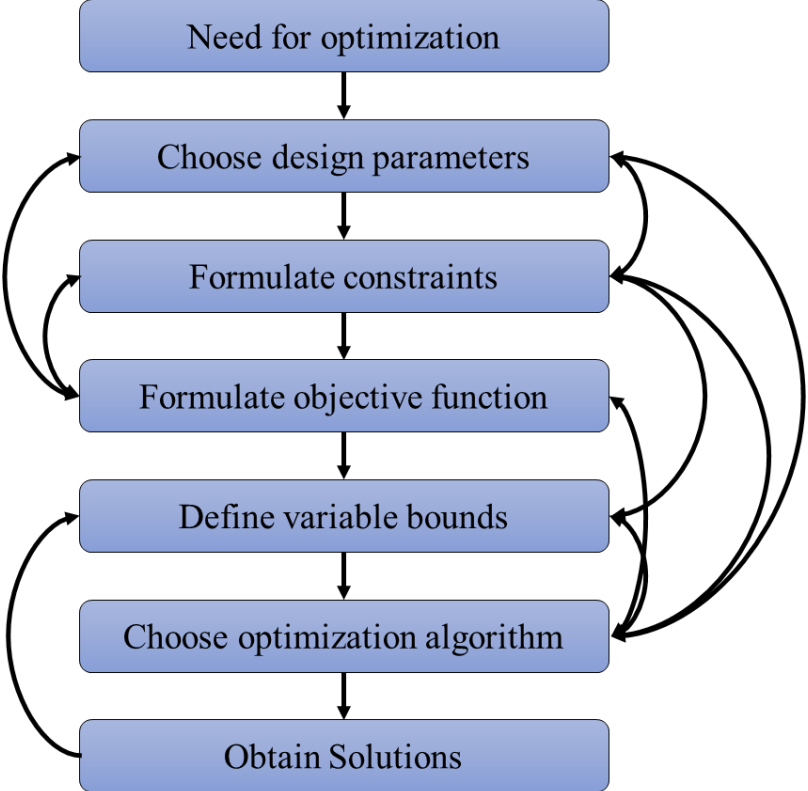 Need for optimization
Choose design parameters
Formulate constraints
Formulate objective function
Define variable bounds
Choose optimization algorithm
Obtain Solutions